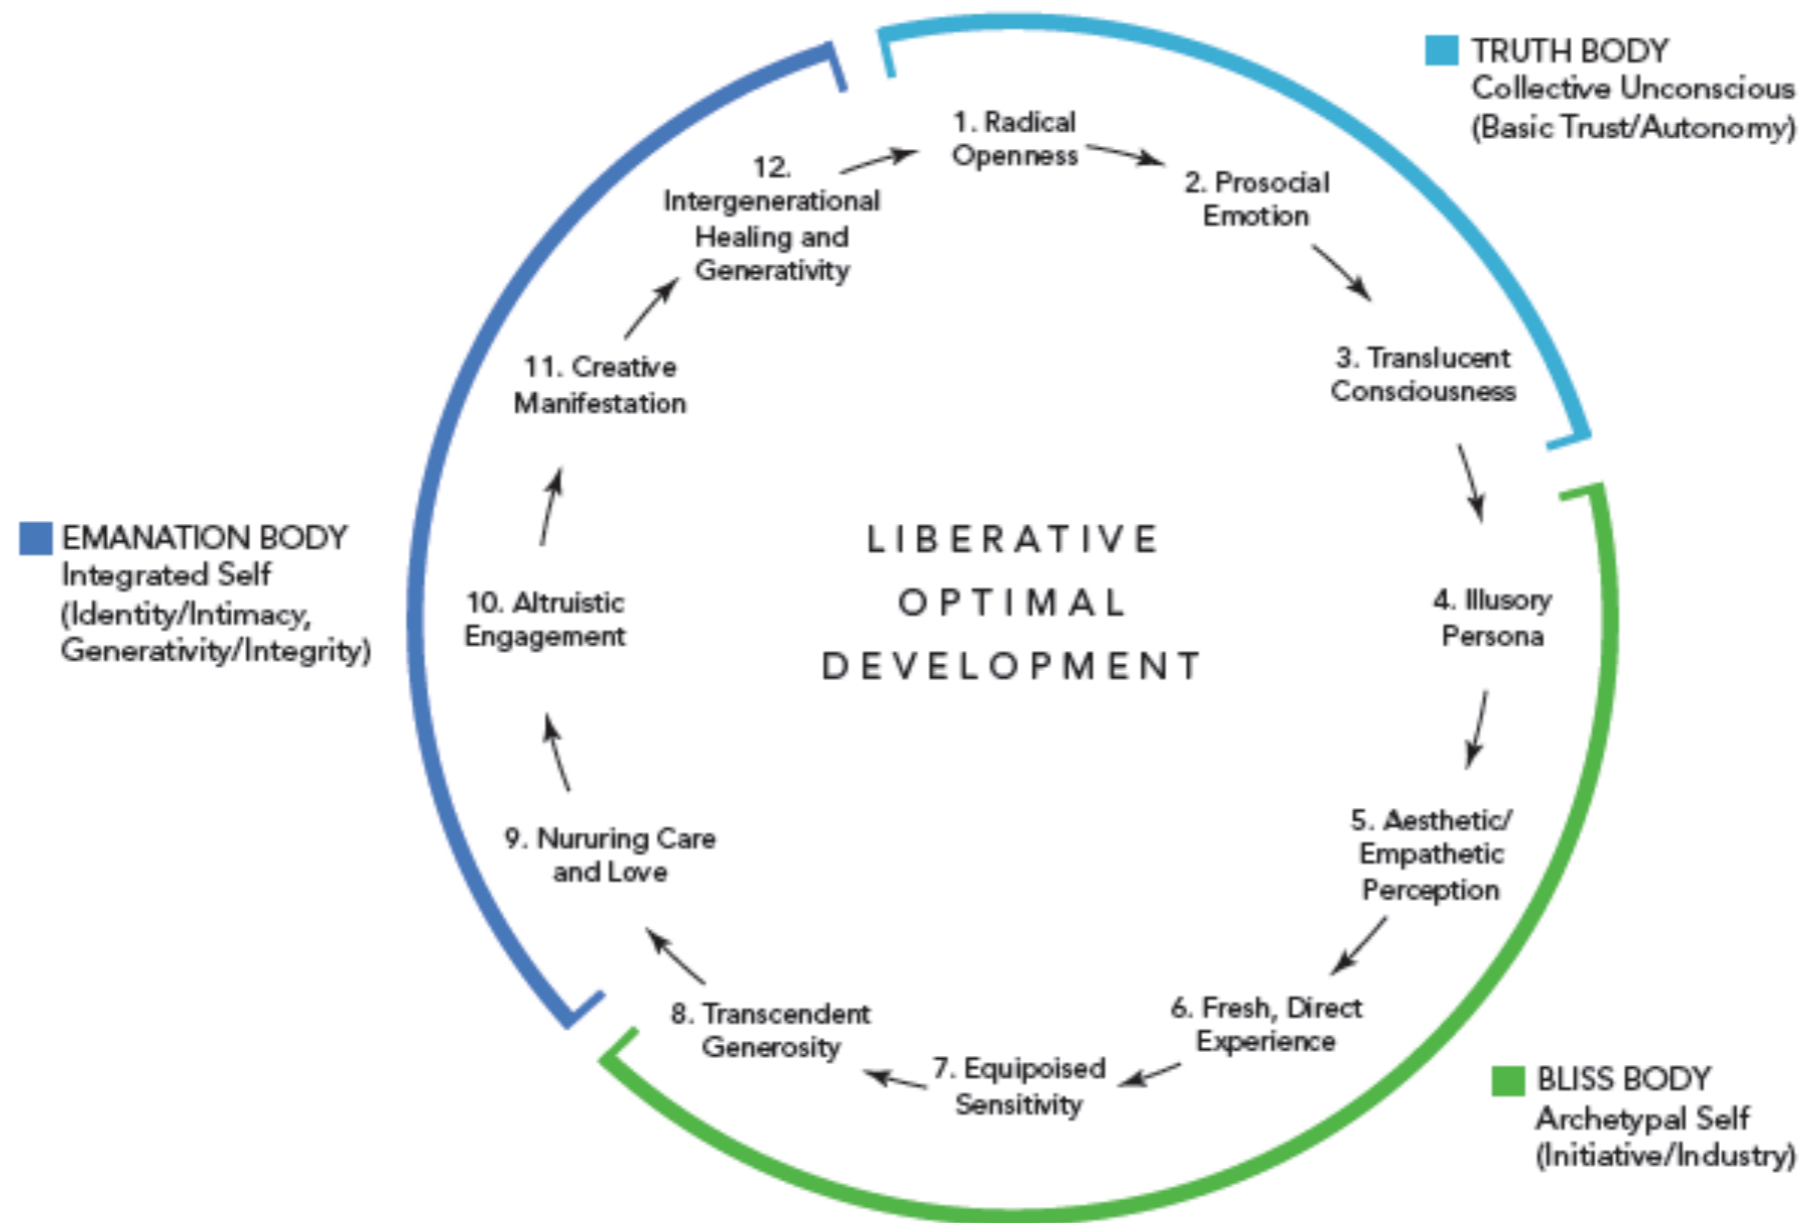 TRUTH BODY
Collective Unconscious
(Basic Trust/Autonomy)
1. Radical
Openness
2. Prosocial
Emotion
3. Translucent
Consciousness
4. Illusory
Persona
5. Aesthetic/
Empathetic
Perception
6. Fresh, Direct
Experience
7. Equipoised
Sensitivity
8. Transcendent
Generosity
9. Nururing Care
and Love
10. Altruistic
Engagement
11. Creative
Manifestation
12.
Intergenerational
Healing and
Generativity
LIBERATIVE
OPTIMAL
DEVELOPMENT
EMANATION BODY
Integrated Self
(Identity/Intimacy,
Generativity/Integrity)
BLISS BODY
Archetypal Self
(Initiative/Industry)